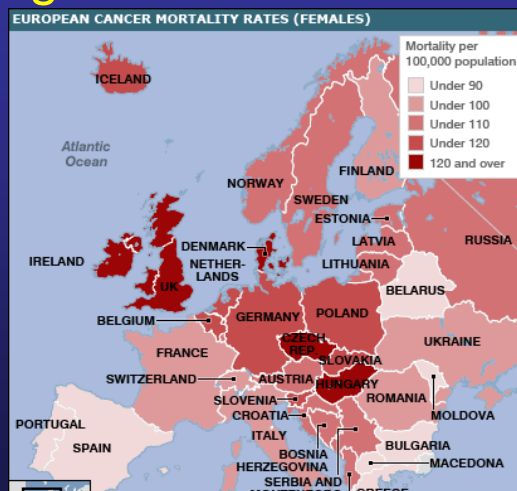 EUROPEAN CANCER MORTALITY RATES (FEMALES)
Mortality per
100,000 population
Under 90
Under 100
Under 110
Under 120
120 and over
ICELAND
Atlantic
Ocean
FINLAND
NORWAY
SWEDEN
ESTONIA
LATVIA
RUSSIA
DENMARK
IRELAND
NETHER-
LANDS
LITHUANIA
UK
BELARUS
BELGIUM
GERMANY
POLAND
CZECH
REP
UKRAINE
FRANCE
SLOVAKIA
SWITZERLAND
AUSTRIA
HUNGARY
SLOVENIA
ROMANIA
CROATIA
MOLDOVA
PORTUGAL
ITALY
SPAIN
BULGARIA
BOSNIA
HERZEGOVINA
MACEDONA
SERBIA AND
GREECE